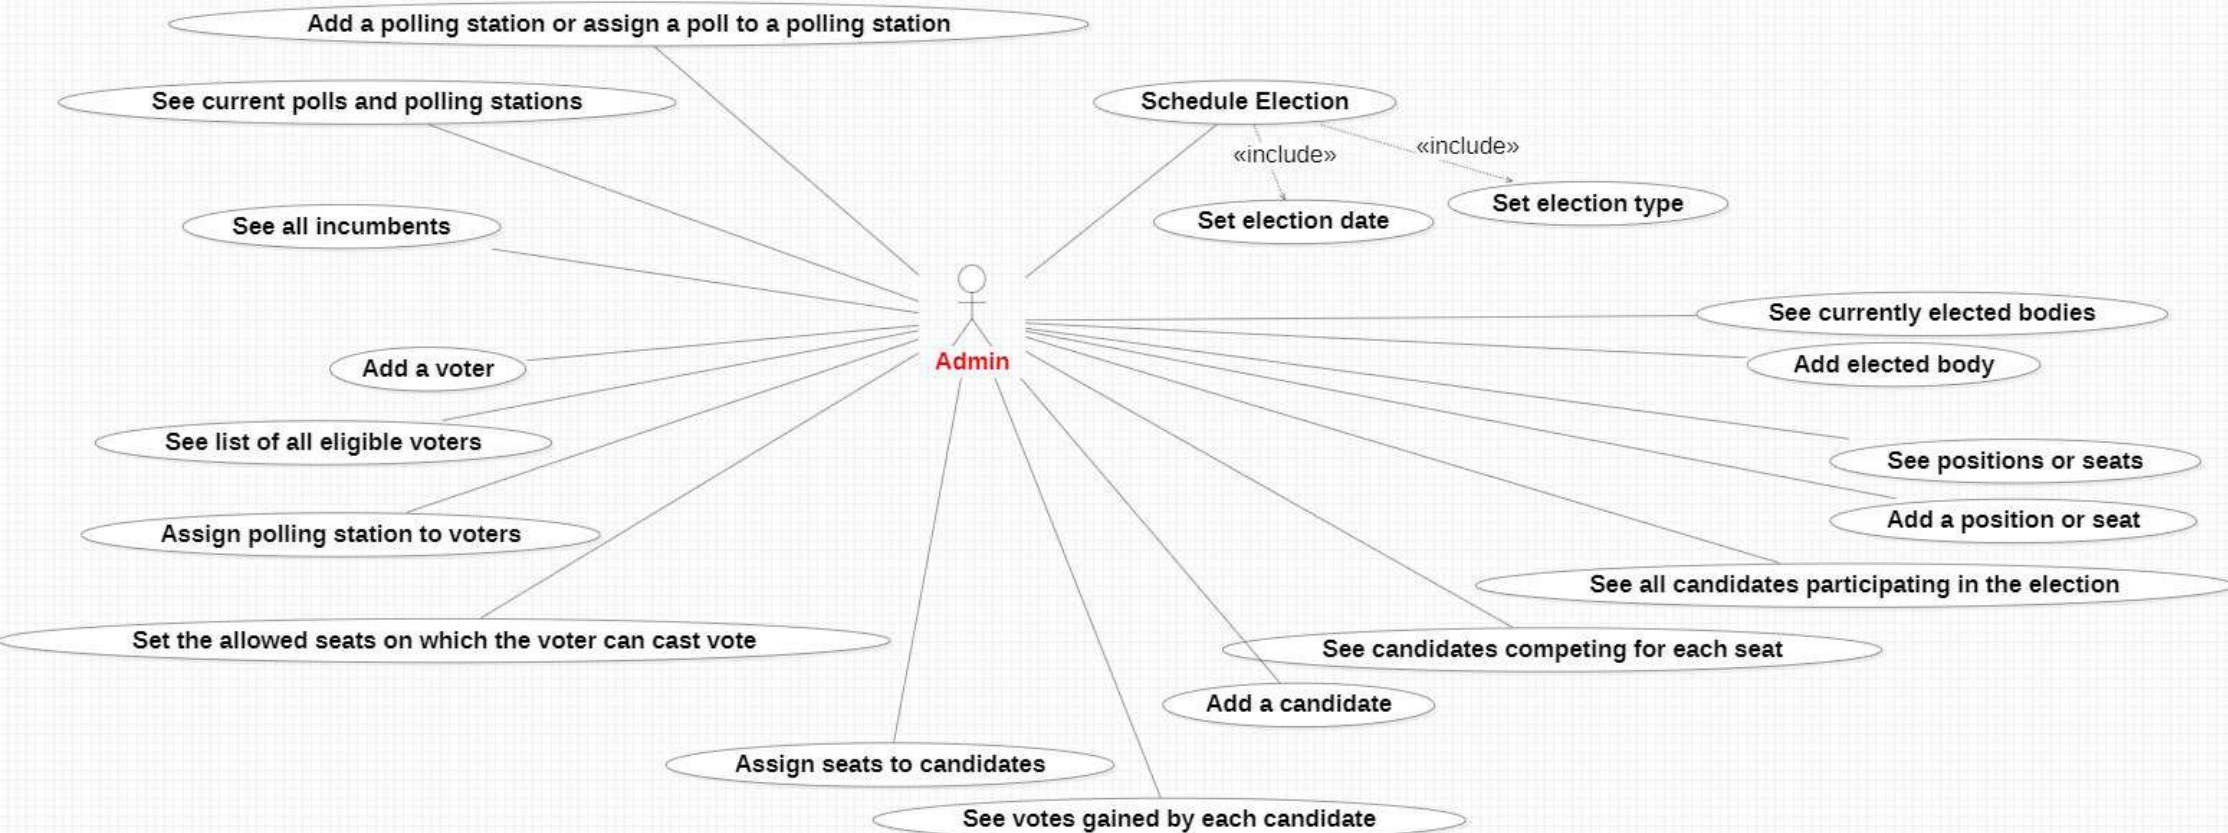 Add a polling station or assign a poll to a polling station
See current polls and polling stations
Schedule Election
«include»
«include»
Set election type
Set election date
See all incumbents
See currently elected bodies
Admin
Add elected body
Add a voter
See list of all eligible voters
See positions or seats
Add a position or seat
Assign polling station to voters
See all candidates participating in the election
Set the allowed seats on which the voter can cast vote
See candidates competing for each seat
Add a candidate
Assign seats to candidates
See votes gained by each candidate